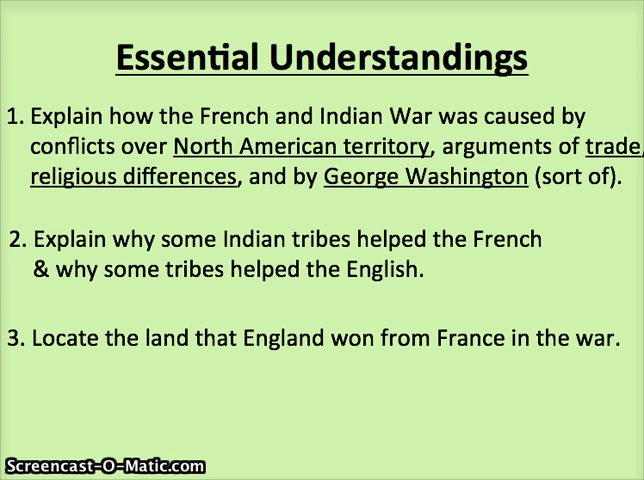 Essential Understandings
1. Explain how the French and Indian War was caused by
conflicts over North American territory, arguments of trade,
religious differences, and by George Washington (sort of).
2. Explain why some Indian tribes helped the French
& why some tribes helped the English.
3. Locate the land that England won from France in the war.
Screencast-O-Matic.com